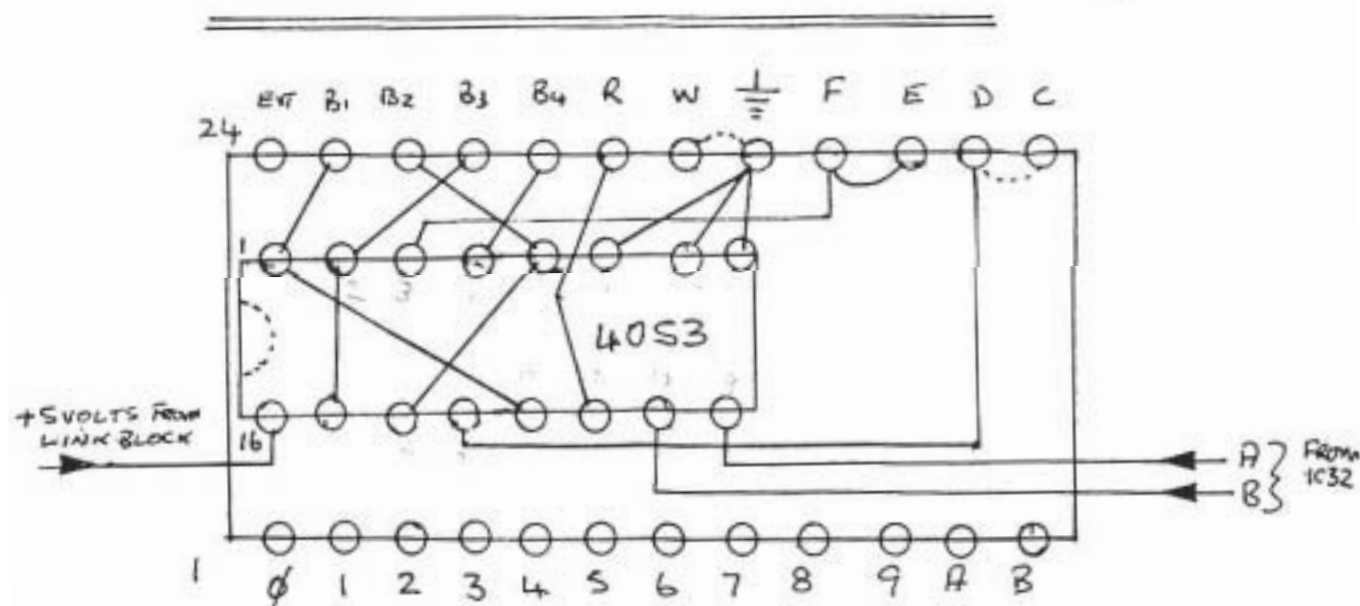 EXT B1 B2 B3 B4 R W F E D C
24
1
4053
+5VOLTS FROM
LINK BLOCK
16
A } FROM
B } IC32
1
ø 1 2 3 4 5 6 7 8 9 A B